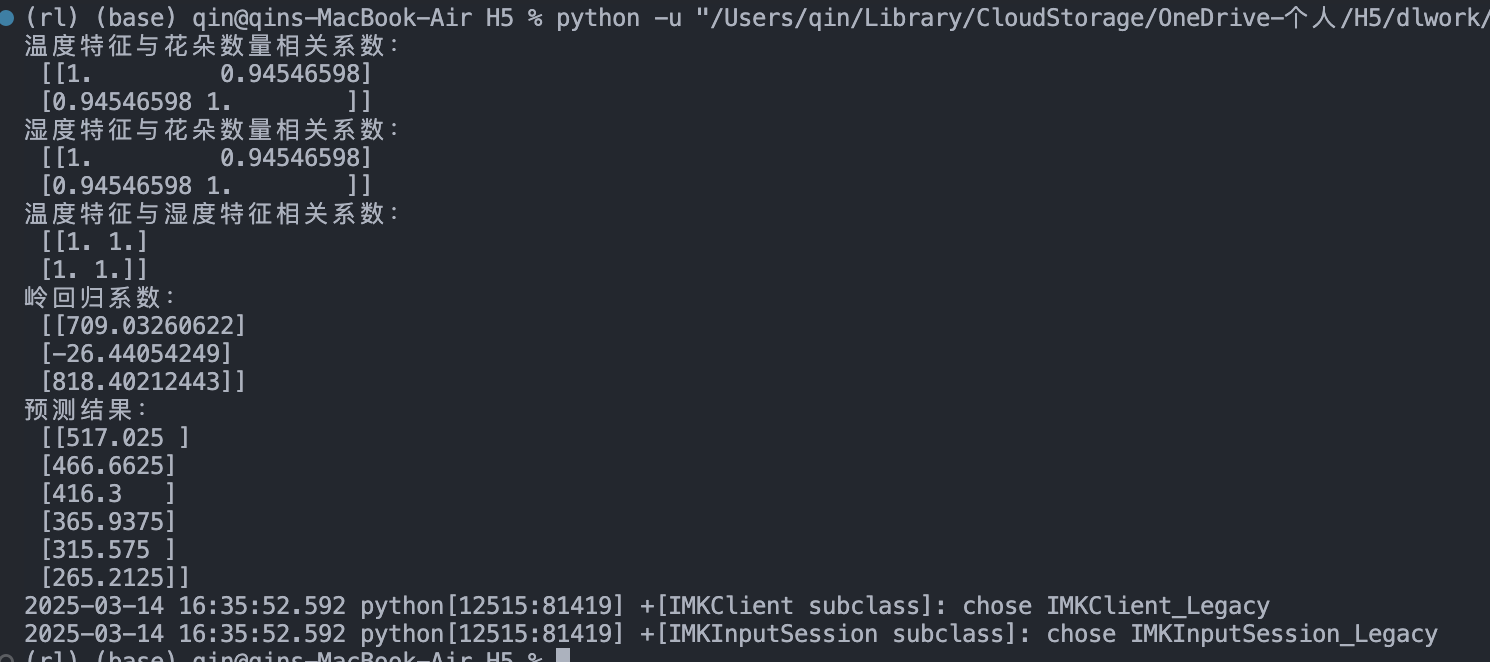 (rl) (base) qin@qins-MacBook-Air H5 % python -u "/Users/qin/Library/CloudStorage/OneDrive-个人/H5/dlwork/
温度特征与花朵数量相关系数:
[[1. 0.94546598]
[0.94546598 1. ]]
湿度特征与花朵数量相关系数:
[[1. 0.94546598]
[0.94546598 1. ]]
温度特征与湿度特征相关系数:
[[1. 1.]
[1. 1.]]
岭回归系数:
[[709.03260622]
[-26.44054249]
[818.40212443]]
预测结果:
[[517.025 ]
[466.6625]
[416.3 ]
[365.9375]
[315.575 ]
[265.2125]]
2025-03-14 16:35:52.592 python[12515:81419] +[IMKClient subclass]: chose IMKClient_Legacy
2025-03-14 16:35:52.592 python[12515:81419] +[IMKInputSession subclass]: chose IMKInputSession_Legacy
(rl) (base) qin@qins-MacBook-Air H5 %